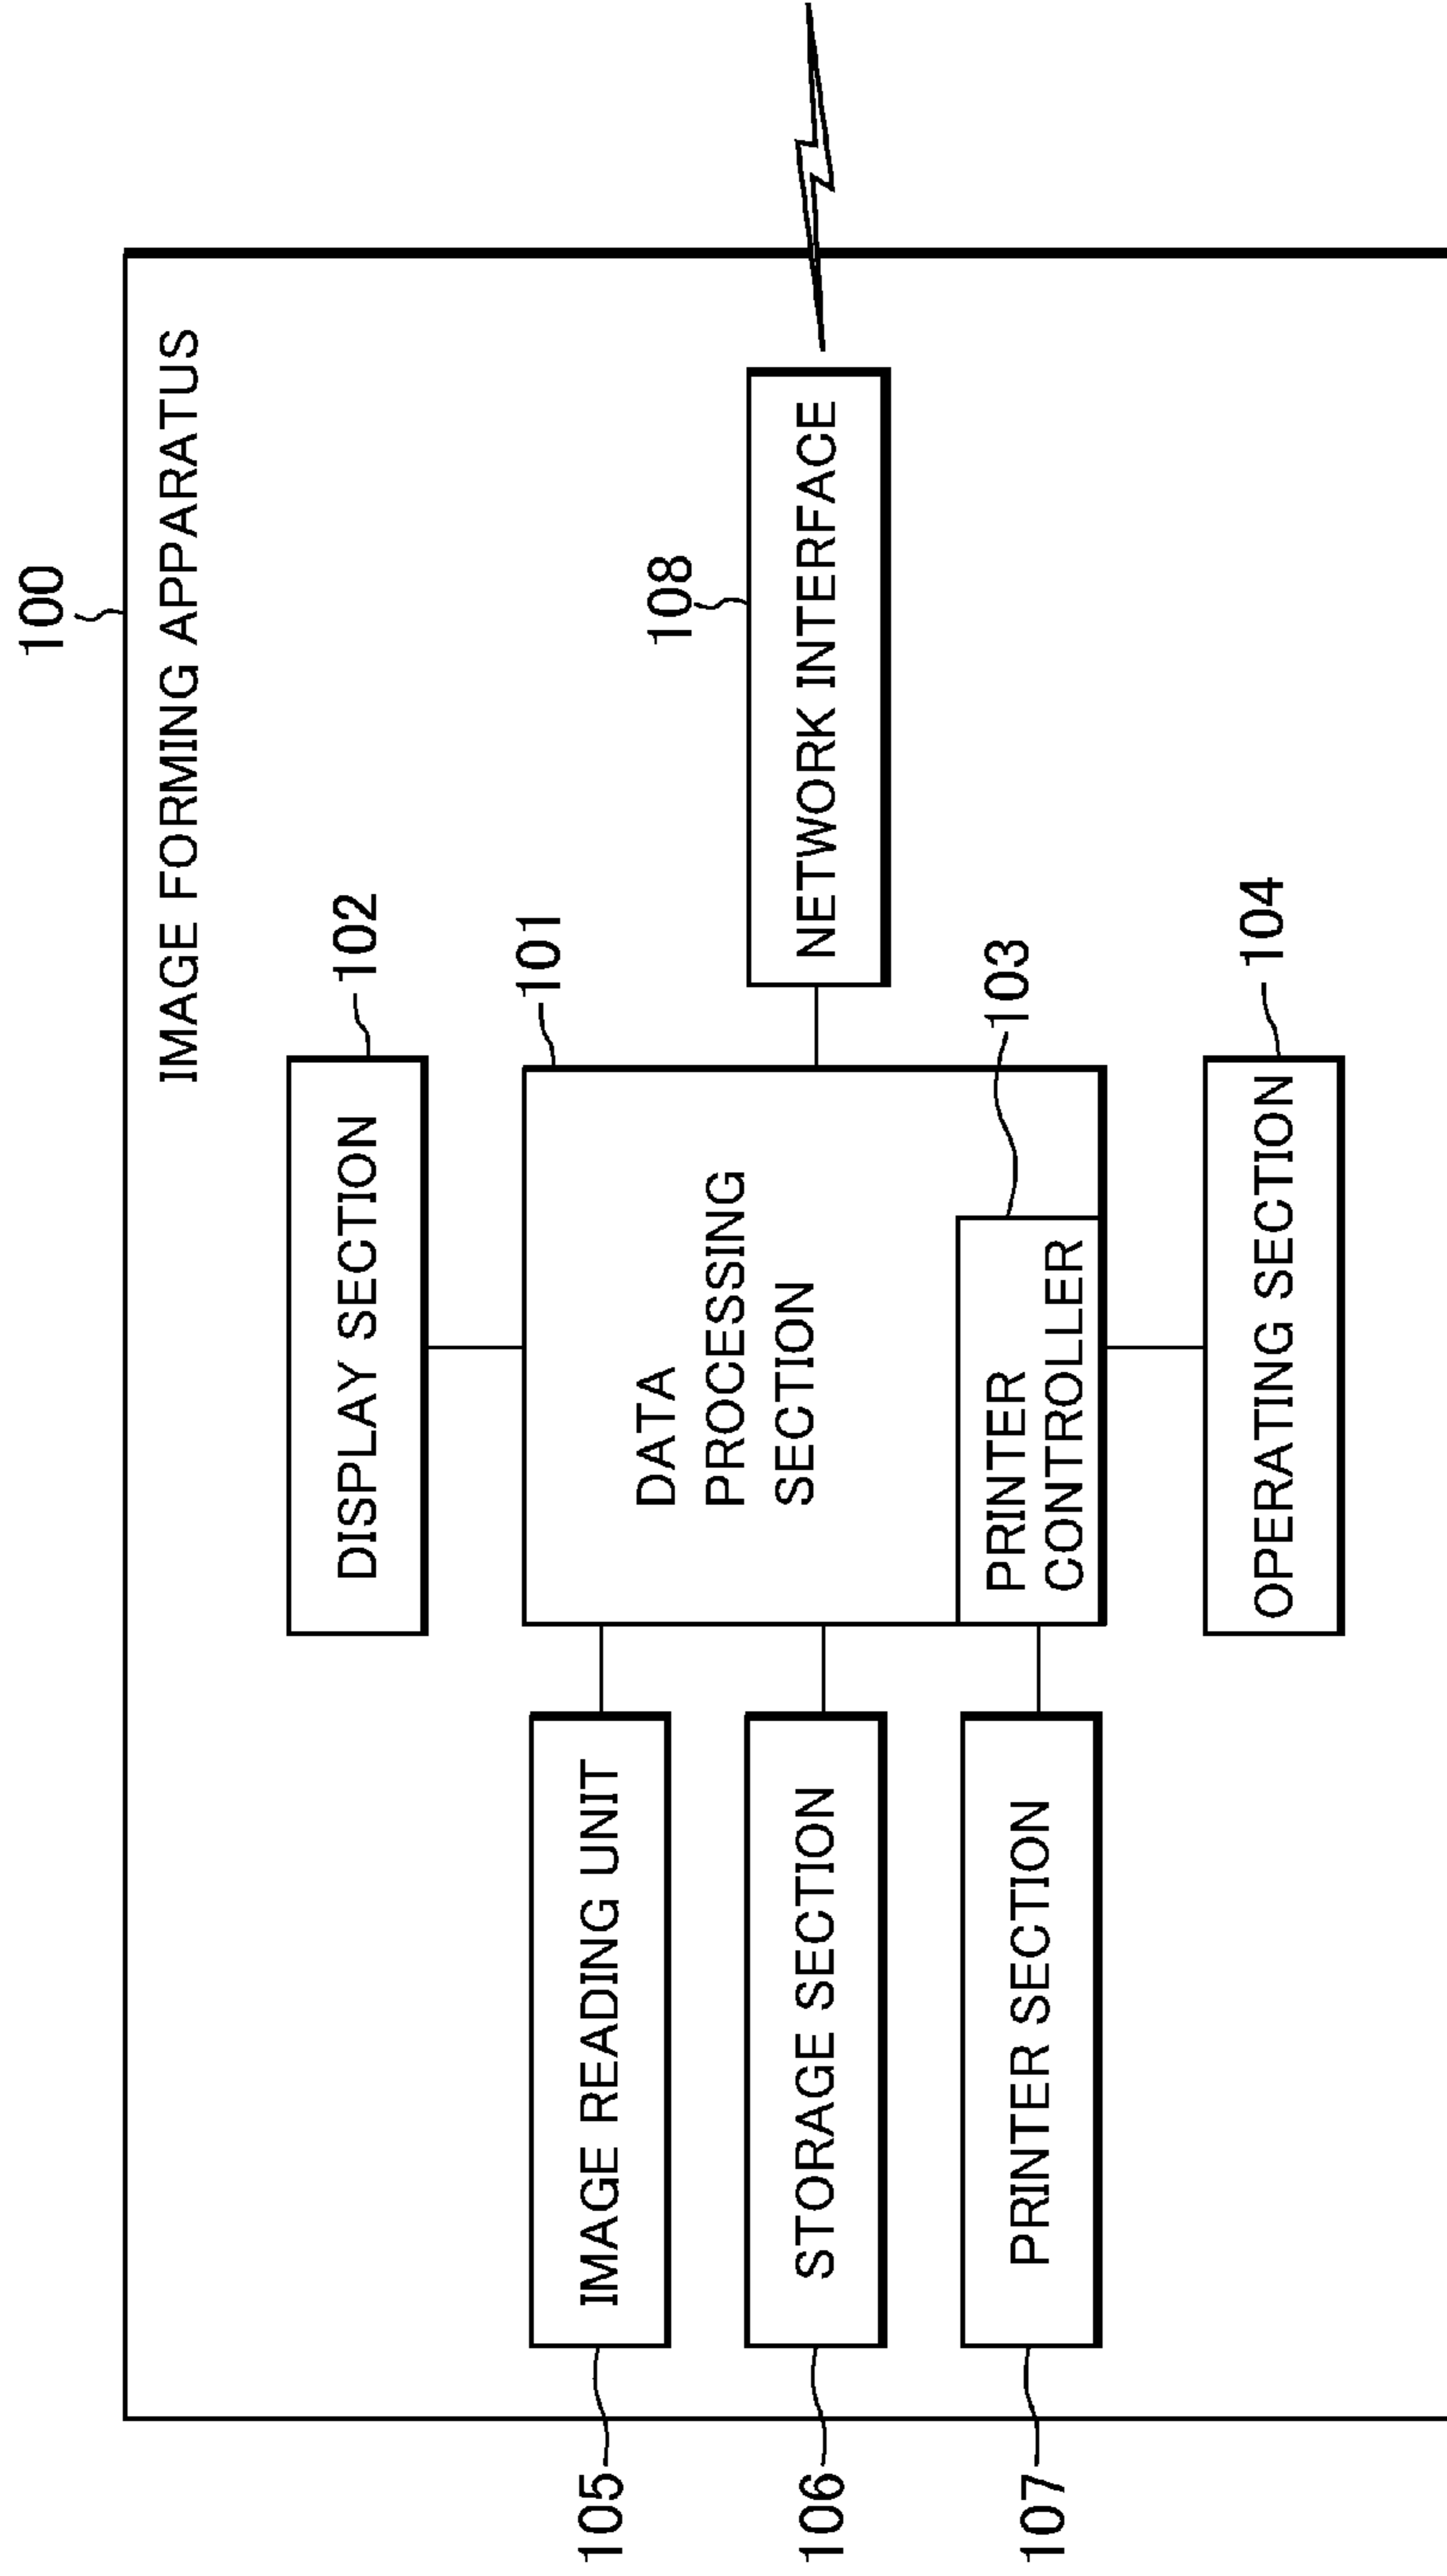 100
IMAGE FORMING APPARATUS
102
DISPLAY SECTION
101
105
IMAGE READING UNIT
DATA
PROCESSING
SECTION
108
NETWORK INTERFACE
106
STORAGE SECTION
103
PRINTER
CONTROLLER
107
PRINTER SECTION
104
OPERATING SECTION